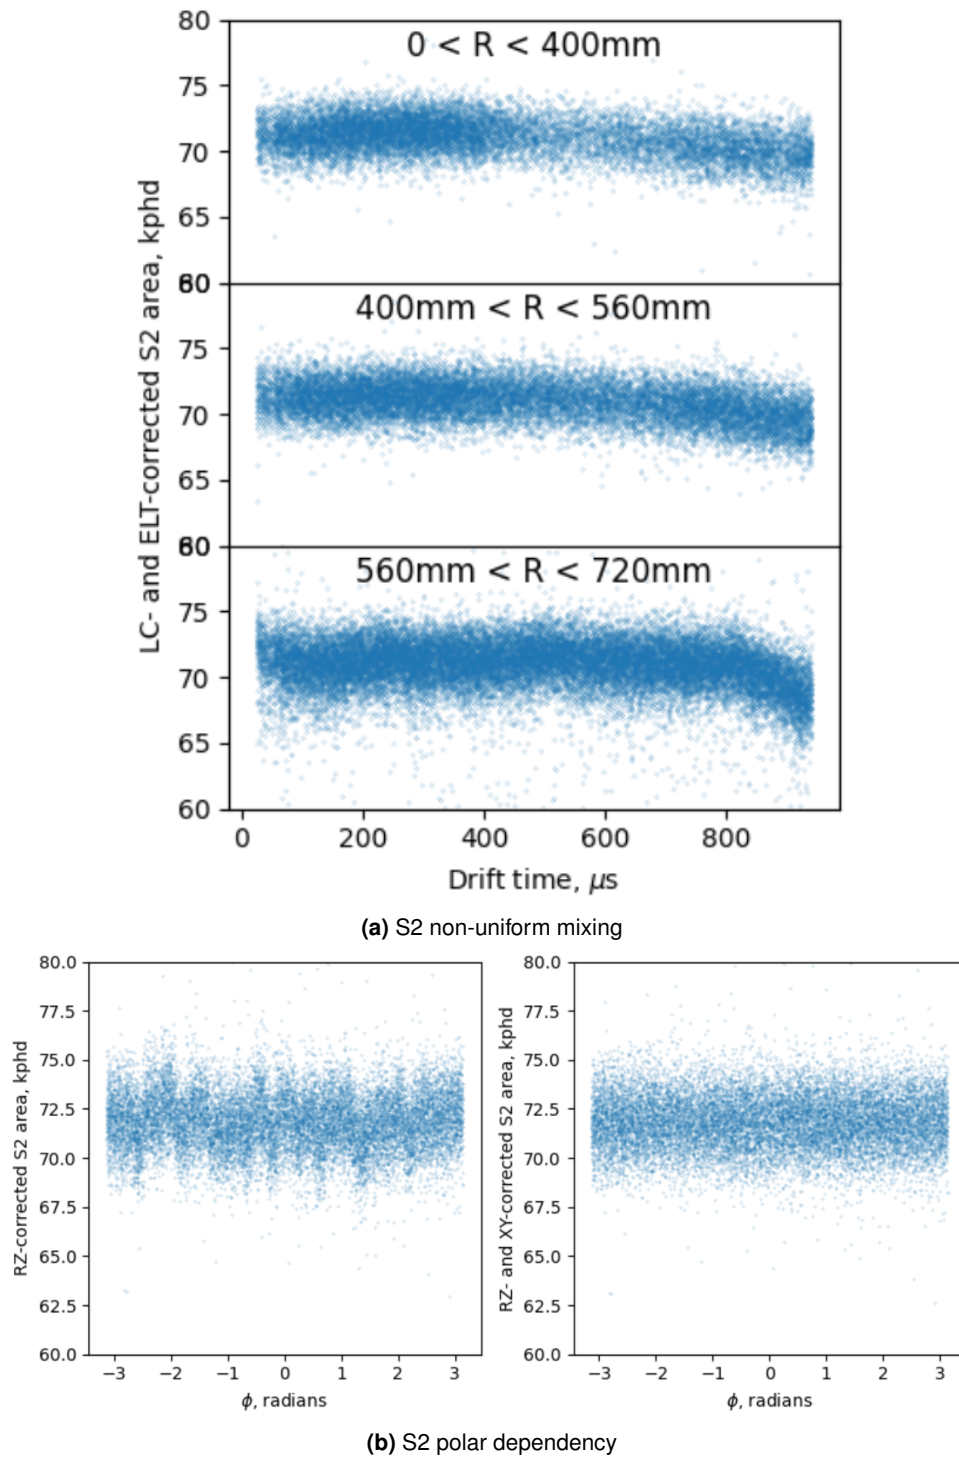 LC- and ELT-corrected S2 area, kphd
80
0 < R < 400mm
75
70
65
60
80
400mm < R < 560mm
75
70
65
60
80
560mm < R < 720mm
75
70
65
60
0 200 400 600 800
Drift time, μs
(a) S2 non-uniform mixing
RZ-corrected S2 area, kphd
80.0
77.5
75.0
72.5
70.0
67.5
65.0
62.5
60.0
−3 −2 −1 0 1 2 3
ϕ, radians
RZ- and XY-corrected S2 area, kphd
80.0
77.5
75.0
72.5
70.0
67.5
65.0
62.5
60.0
−3 −2 −1 0 1 2 3
ϕ, radians
(b) S2 polar dependency